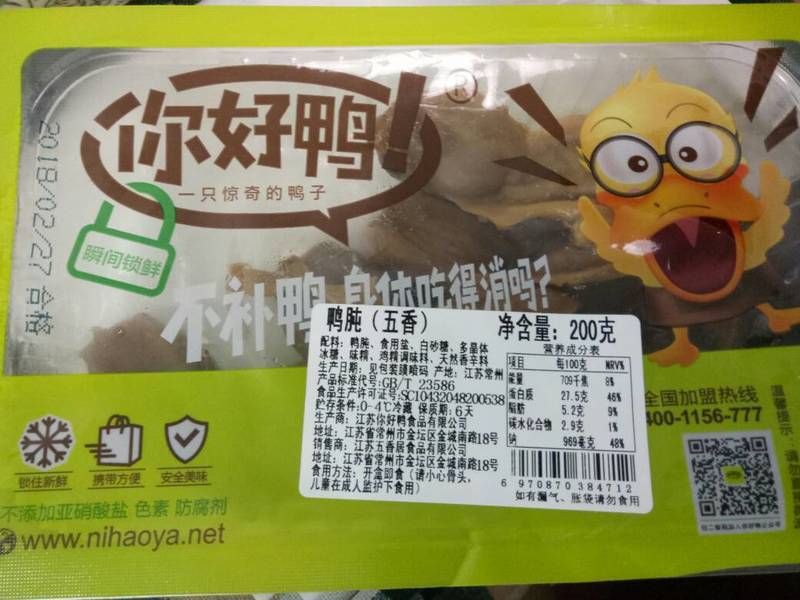 你好鸭!
®
一只惊奇的鸭子
2018/02/27 合格
瞬间锁鲜
不补鸭 身体吃得消吗?
鸭肫(五香)
净含量: 200克
配料: 鸭肫、食用盐、白砂糖、多晶体
冰糖、味精、鸡精调味料、天然香辛料
生产日期: 见包装膜喷码 产地: 江苏常州
产品标准代号:GB/T 23586
食品生产许可证号:SC10432048200538
贮存条件:0-4℃冷藏 保质期: 6天
生产商: 江苏你好鸭食品有限公司
地址: 江苏省常州市金坛区金城南路18号
销售商: 江苏五香居食品有限公司
地址: 江苏省常州市金坛区金城南路18号
食用方法: 开盒即食(请小心骨头,
儿童在成人监护下食用)
营养成分表
项目 每100克 NRV%
能量 709千焦 8%
蛋白质 27.5克 46%
脂肪 5.2克 9%
碳水化合物 2.9克 1%
钠 969毫克 48%
6 970870 384712
如有漏气、胀袋请勿食用
全国加盟热线
400-1156-777
温馨提示: 请勿
锁住新鲜
携带方便
安全美味
不添加亚硝酸盐 色素 防腐剂
www.nihaoya.net